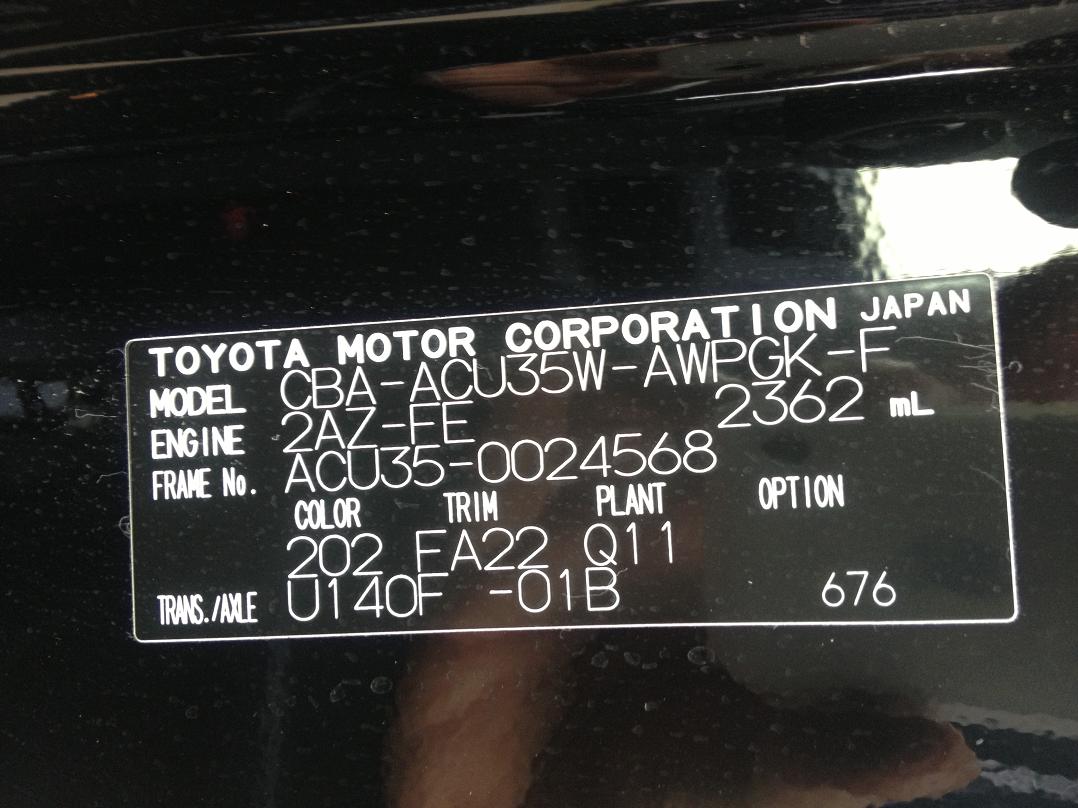 TOYOTA MOTOR CORPORATION JAPAN
MODEL CBA-ACU35W-AWPGK-F
ENGINE 2AZ-FE 2362 mL
FRAME No. ACU35-0024568
COLOR TRIM PLANT OPTION
202 FA22 Q11
TRANS./AXLE U140F -01B 676